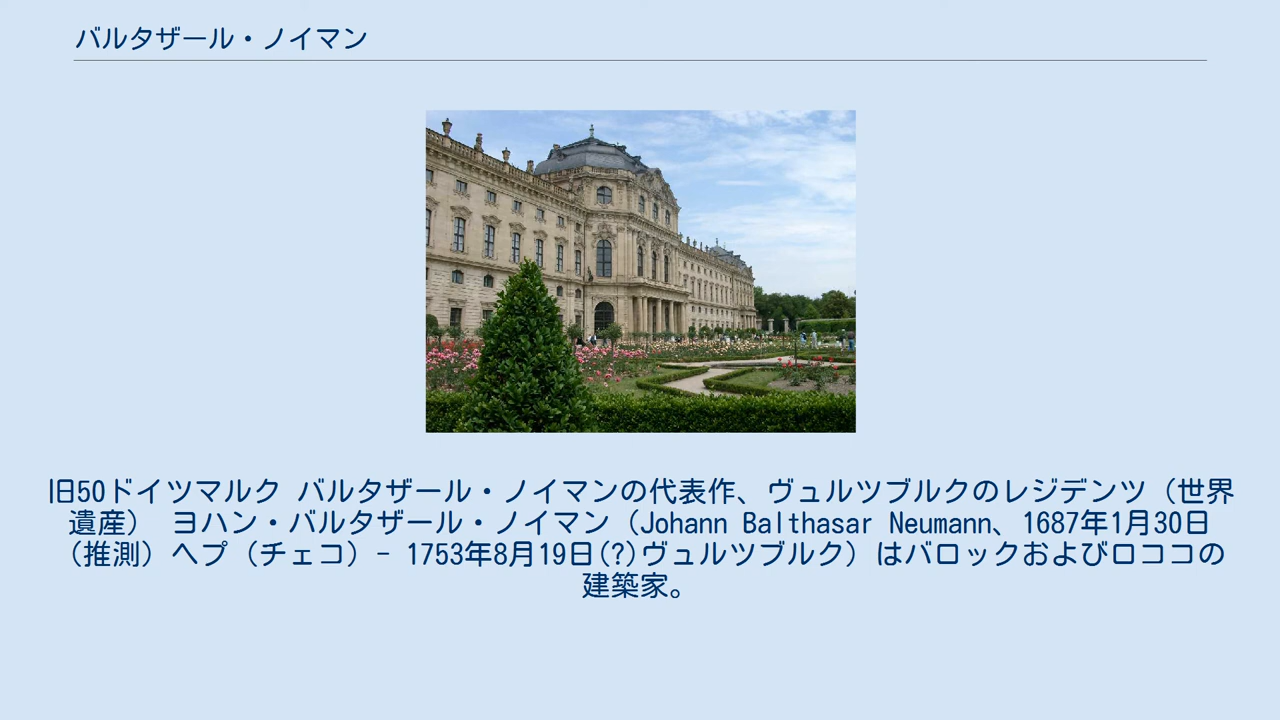 バルタザール・ノイマン
旧50ドイツマルク バルタザール・ノイマンの代表作、ヴュルツブルクのレジデンツ（世界
遺産） ヨハン・バルタザール・ノイマン（Johann Balthasar Neumann、1687年1月30日
（推測）ヘプ（チェコ）- 1753年8月19日(?)ヴュルツブルク）はバロックおよびロココの
建築家。